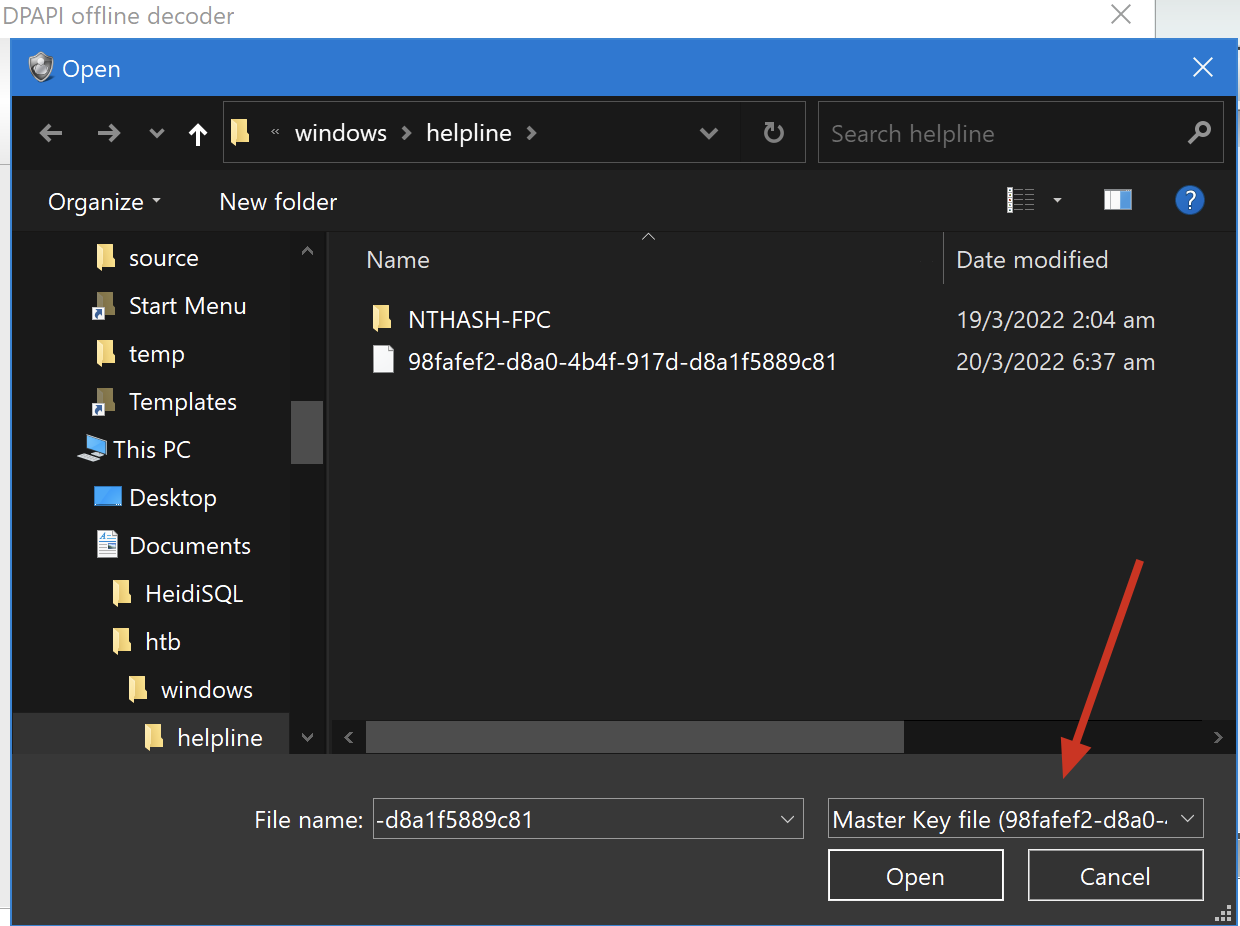 DPAPI offline decoder
Open
« windows > helpline >
Search helpline
Organize
New folder
?
source
Start Menu
temp
Templates
This PC
Desktop
Documents
HeidiSQL
htb
windows
helpline
Name
Date modified
NTHASH-FPC
19/3/2022 2:04 am
98fafef2-d8a0-4b4f-917d-d8a1f5889c81
20/3/2022 6:37 am
File name:
-d8a1f5889c81
Master Key file (98fafef2-d8a0-
Open
Cancel